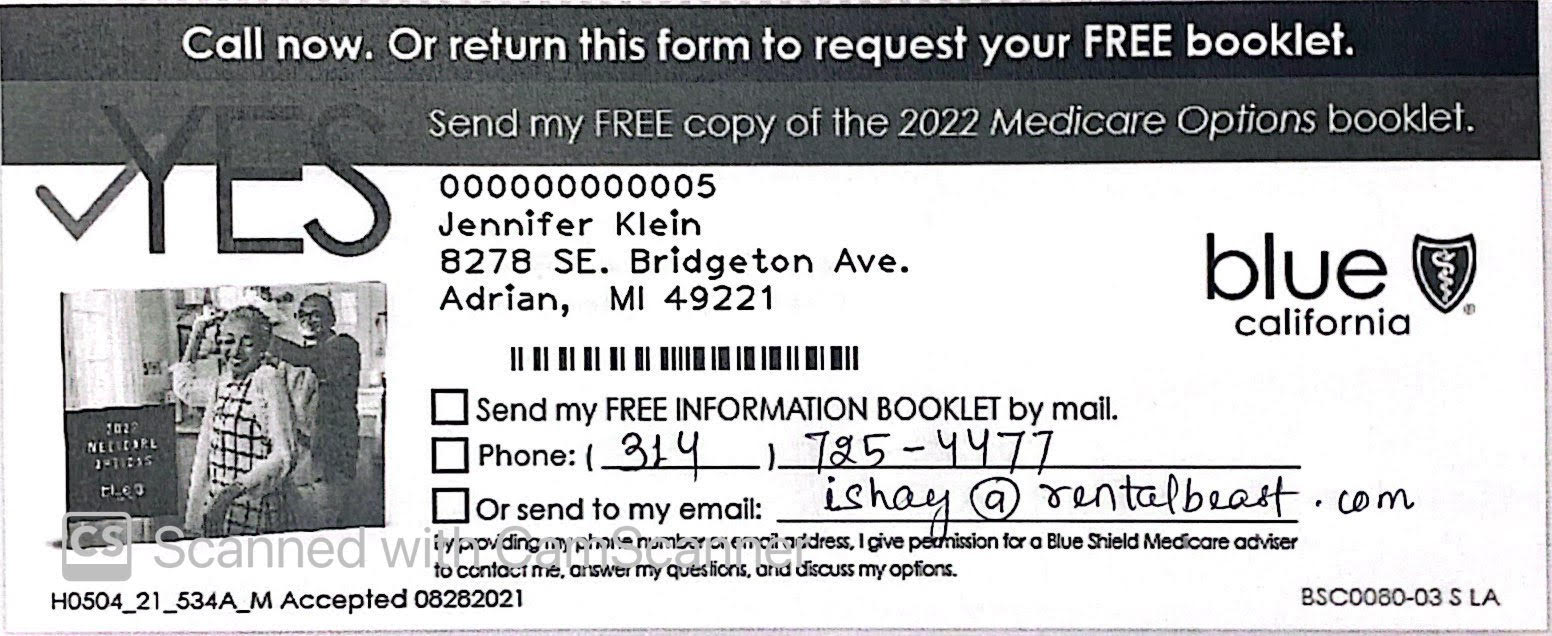 Call now. Or return this form to request your FREE booklet.
YES
Send my FREE copy of the 2022 Medicare Options booklet.
000000000005
Jennifer Klein
8278 SE. Bridgeton Ave.
Adrian, MI 49221
blue
california
Send my FREE INFORMATION BOOKLET by mail.
Phone: ( 314 ) 725-4477
Or send to my email: ishay @ rentalbeast . com
By providing my phone number or email address, I give permission for a Blue Shield Medicare adviser
to contact me, answer my questions, and discuss my options.
2022
MEDICARE
OPTIONS
CS Scanned with CamScanner
H0504_21_534A_M Accepted 08282021
BSC0080-03 S LA